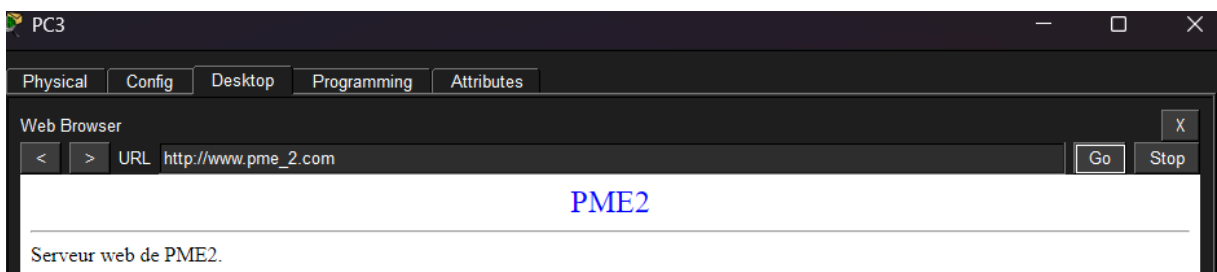 PC3
Physical Config Desktop Programming Attributes
Web Browser X
< > URL http://www.pme_2.com Go Stop
PME2
Serveur web de PME2.